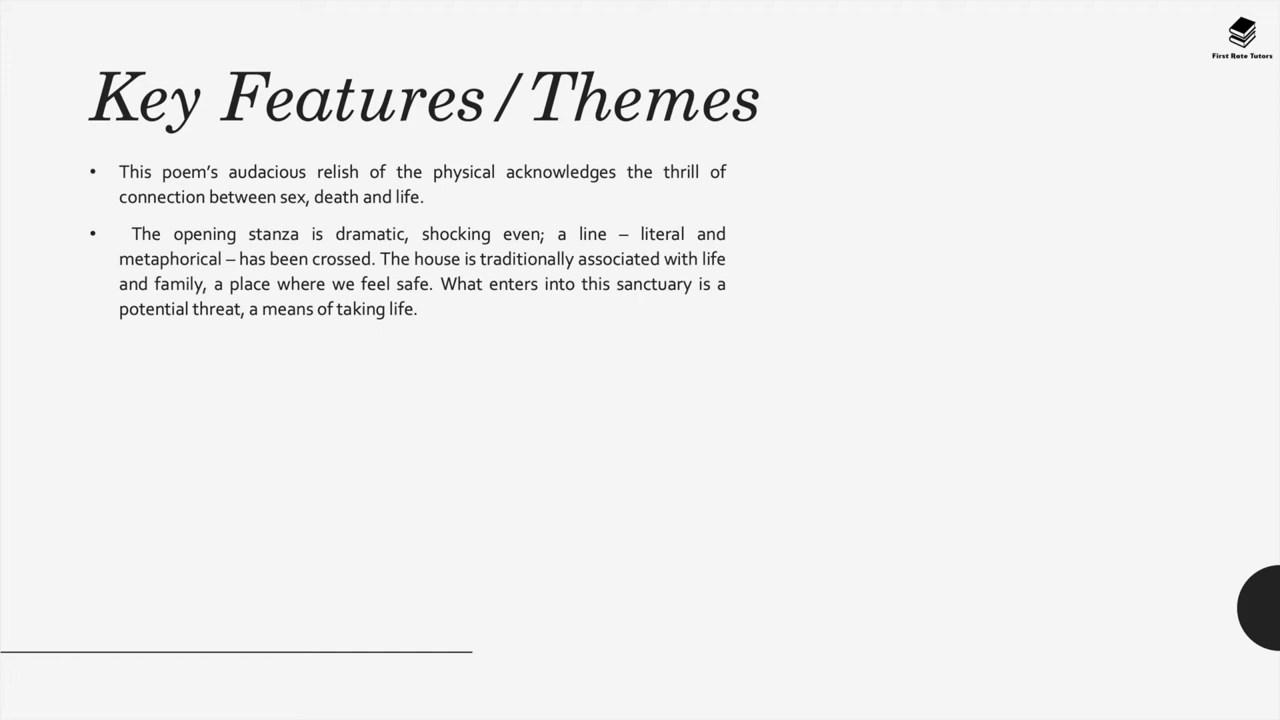 First Rate Tutors
Key Features/Themes
• This poem’s audacious relish of the physical acknowledges the thrill of
connection between sex, death and life.
• The opening stanza is dramatic, shocking even; a line – literal and
metaphorical – has been crossed. The house is traditionally associated with life
and family, a place where we feel safe. What enters into this sanctuary is a
potential threat, a means of taking life.